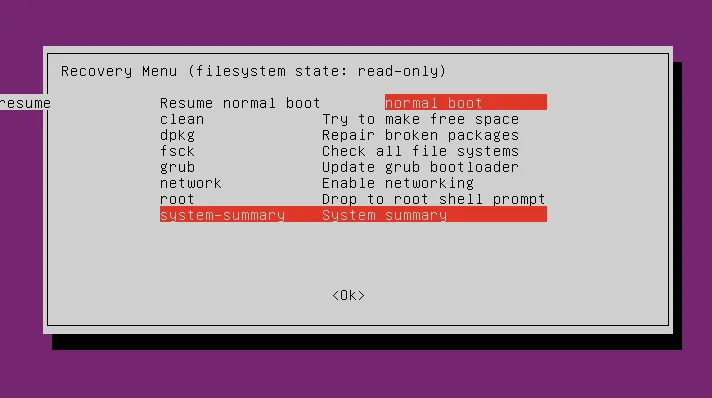 Recovery Menu (filesystem state: read-only)
resume Resume normal boot normal boot
clean Try to make free space
dpkg Repair broken packages
fsck Check all file systems
grub Update grub bootloader
network Enable networking
root Drop to root shell prompt
system-summary System summary
<Ok>